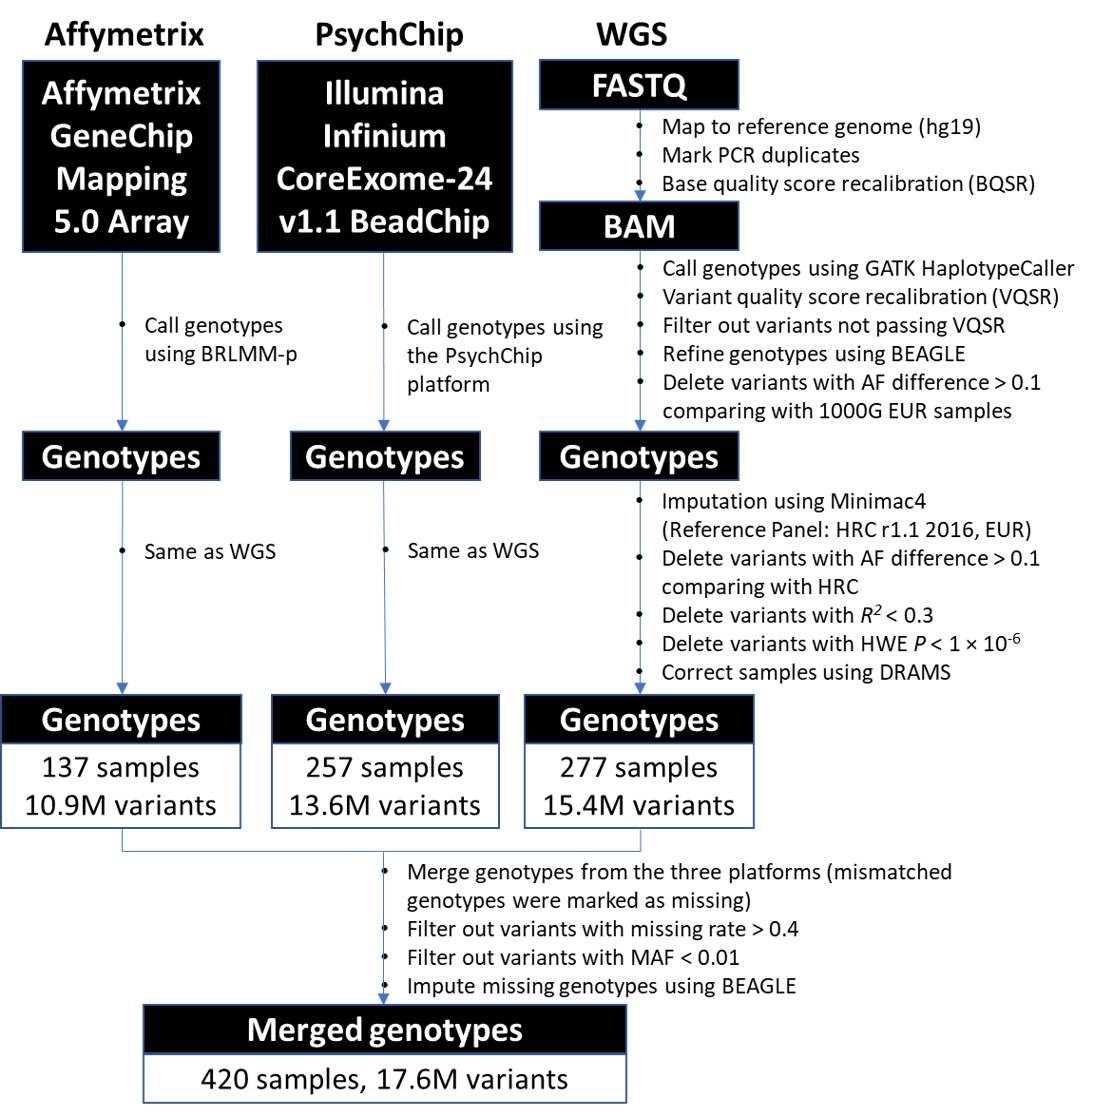 Affymetrix
PsychChip
WGS
Affymetrix
GeneChip
Mapping
5.0 Array
Illumina
Infinium
CoreExome-24
v1.1 BeadChip
FASTQ
• Map to reference genome (hg19)
• Mark PCR duplicates
• Base quality score recalibration (BQSR)
BAM
• Call genotypes using GATK HaplotypeCaller
• Variant quality score recalibration (VQSR)
• Filter out variants not passing VQSR
• Refine genotypes using BEAGLE
• Delete variants with AF difference > 0.1
comparing with 1000G EUR samples
• Call genotypes
using BRLMM-p
• Call genotypes using
the PsychChip
platform
Genotypes
Genotypes
Genotypes
• Same as WGS
• Same as WGS
• Imputation using Minimac4
(Reference Panel: HRC r1.1 2016, EUR)
• Delete variants with AF difference > 0.1
comparing with HRC
• Delete variants with R² < 0.3
• Delete variants with HWE P < 1 × 10⁻⁶
• Correct samples using DRAMS
Genotypes
137 samples
10.9M variants
Genotypes
257 samples
13.6M variants
Genotypes
277 samples
15.4M variants
• Merge genotypes from the three platforms (mismatched
genotypes were marked as missing)
• Filter out variants with missing rate > 0.4
• Filter out variants with MAF < 0.01
• Impute missing genotypes using BEAGLE
Merged genotypes
420 samples, 17.6M variants